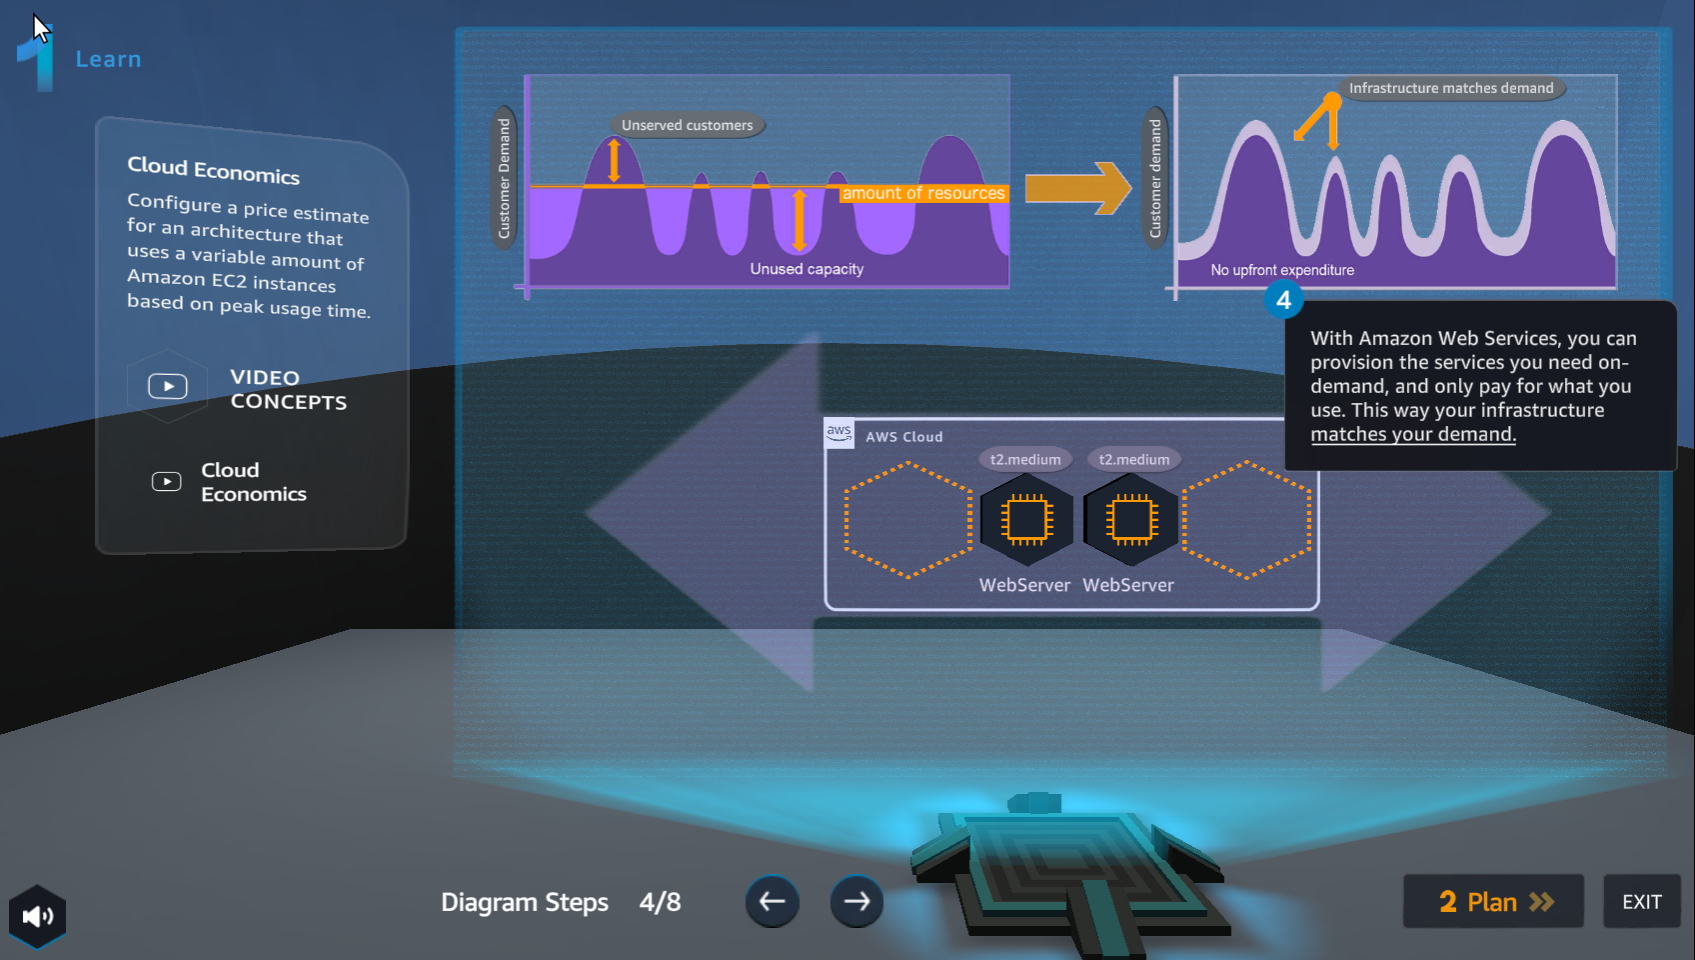 1 Learn
Cloud Economics
Configure a price estimate
for an architecture that
uses a variable amount of
Amazon EC2 instances
based on peak usage time.
VIDEO
CONCEPTS
Cloud
Economics
Customer Demand
Unserved customers
amount of resources
Unused capacity
Customer demand
Infrastructure matches demand
No upfront expenditure
4
With Amazon Web Services, you can
provision the services you need on-
demand, and only pay for what you
use. This way your infrastructure
matches your demand.
aws
AWS Cloud
t2.medium
t2.medium
WebServer
WebServer
Diagram Steps 4/8
2 Plan
EXIT